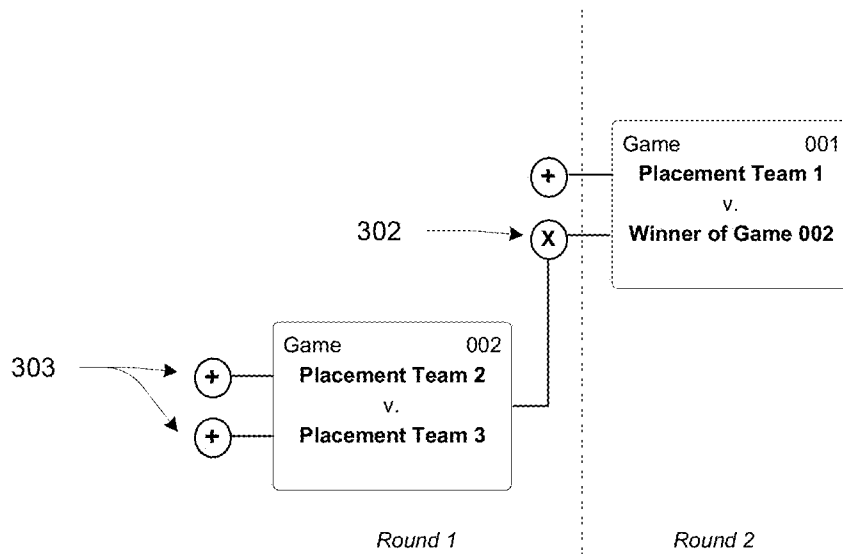 Game 001
Placement Team 1
+
v.
302
X
Winner of Game 002
Game 002
303
+
Placement Team 2
v.
+
Placement Team 3
Round 1
Round 2